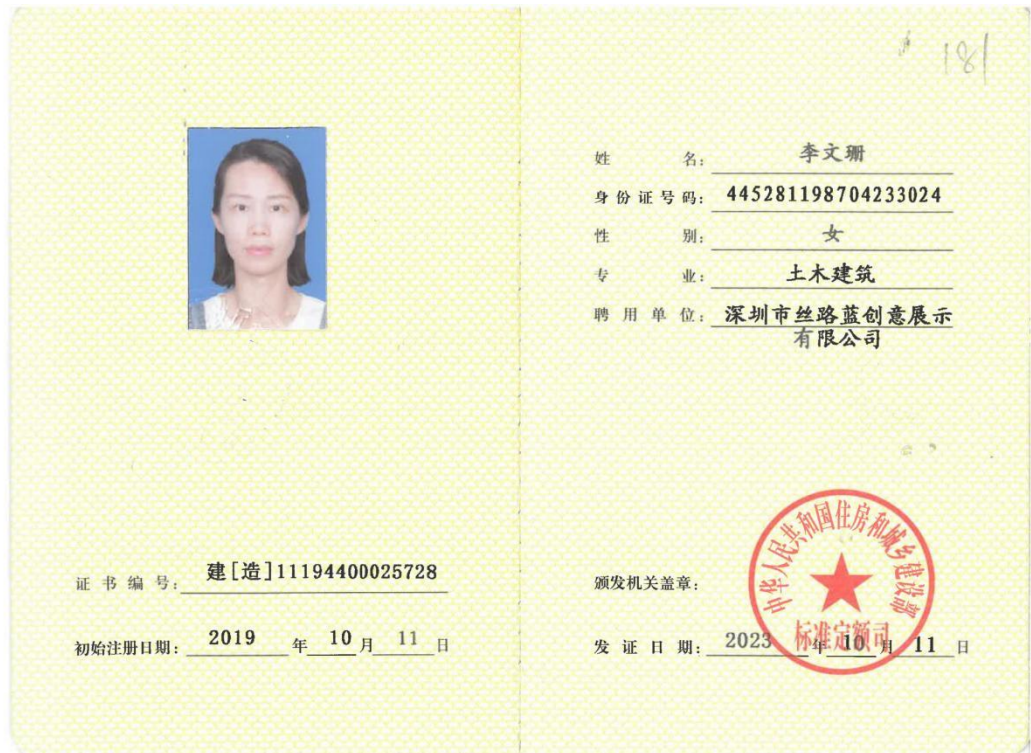 181
姓 名: 李文珊
身份证号码: 445281198704233024
性 别: 女
专 业: 土木建筑
聘用单位: 深圳市丝路蓝创意展示
有限公司
证书编号: 建[造]11194400025728
初始注册日期: 2019 年 10 月 11 日
颁发机关盖章:
中华人民共和国住房和城乡建设部
标准定额司
发证日期: 2023 年 10 月 11 日